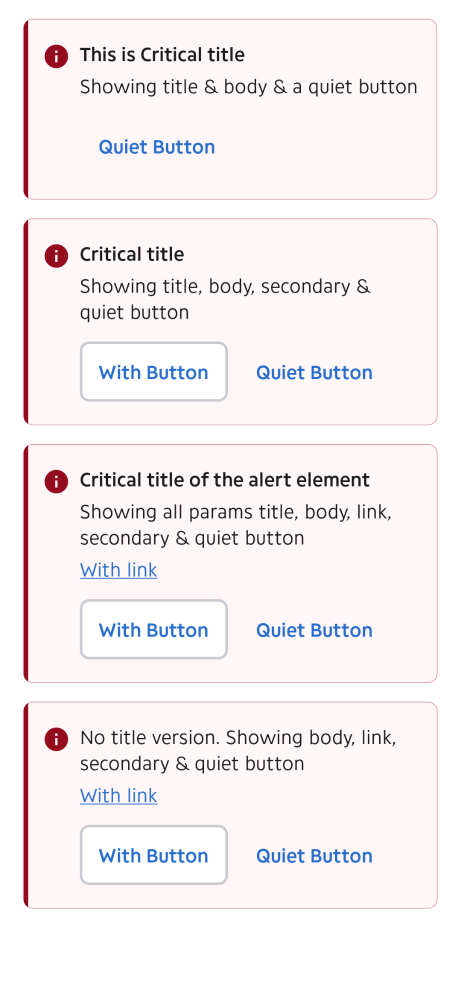 This is Critical title
Showing title & body & a quiet button
Quiet Button
Critical title
Showing title, body, secondary &
quiet button
With Button
Quiet Button
Critical title of the alert element
Showing all params title, body, link,
secondary & quiet button
With link
With Button
Quiet Button
No title version. Showing body, link,
secondary & quiet button
With link
With Button
Quiet Button